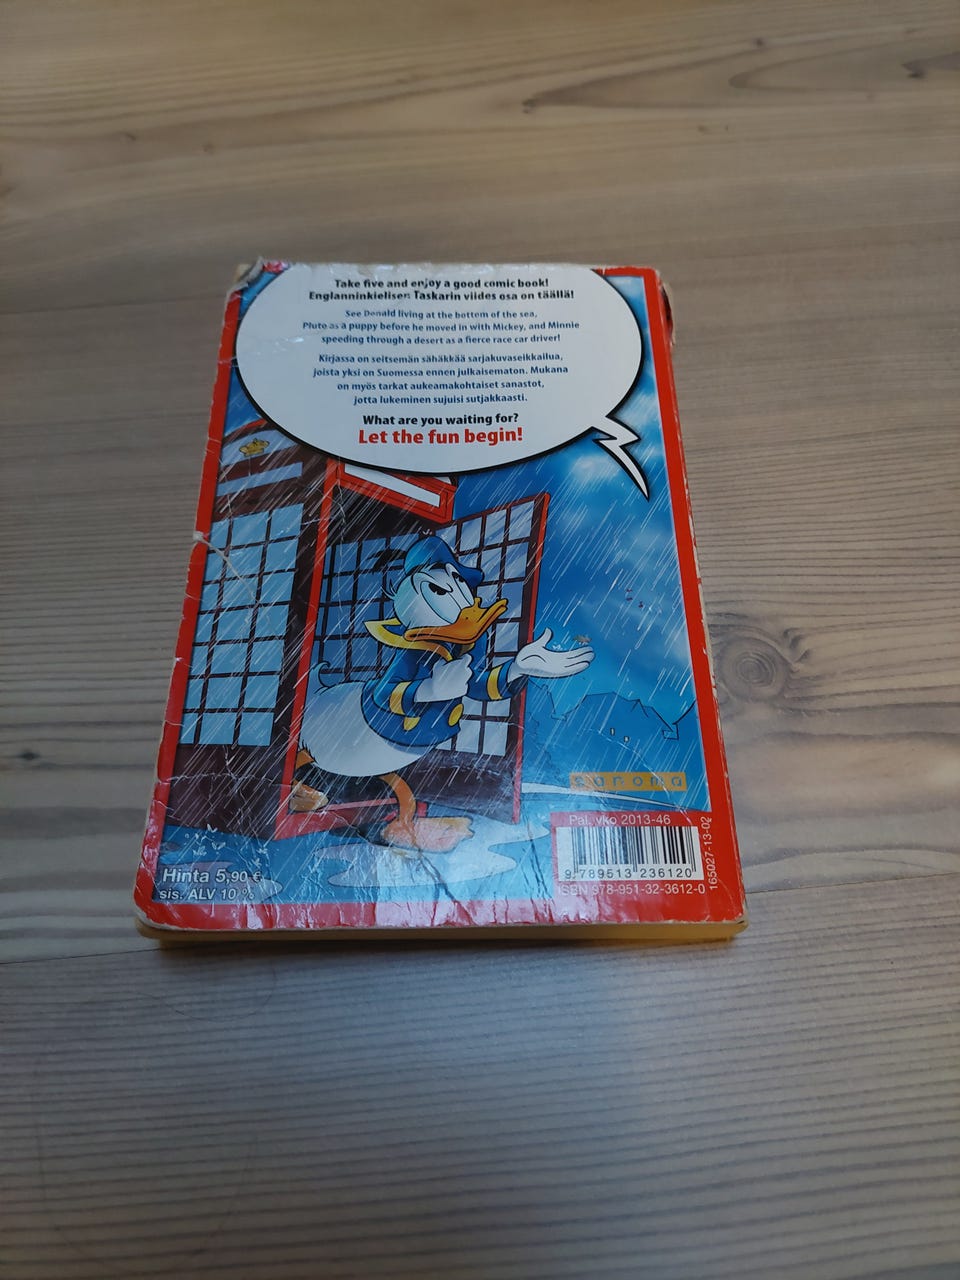 Take five and enjoy a good comic book!
Englanninkielisen Taskarin viides osa on täällä!
See Donald living at the bottom of the sea,
Pluto as a puppy before he moved in with Mickey, and Minnie
speeding through a desert as a fierce race car driver!
Kirjassa on seitsemän sähäkkää sarjakuvaseikkailua,
joista yksi on Suomessa ennen julkaisematon. Mukana
on myös tarkat aukeamakohtaiset sanastot,
jotta lukeminen sujuisi sutjakkaasti.
What are you waiting for?
Let the fun begin!
sanoma
Pal. vko 2013-46
9 789513 236120
ISBN 978-951-32-3612-0
165027-13-02
Hinta 5,90 €
sis. ALV 10 %